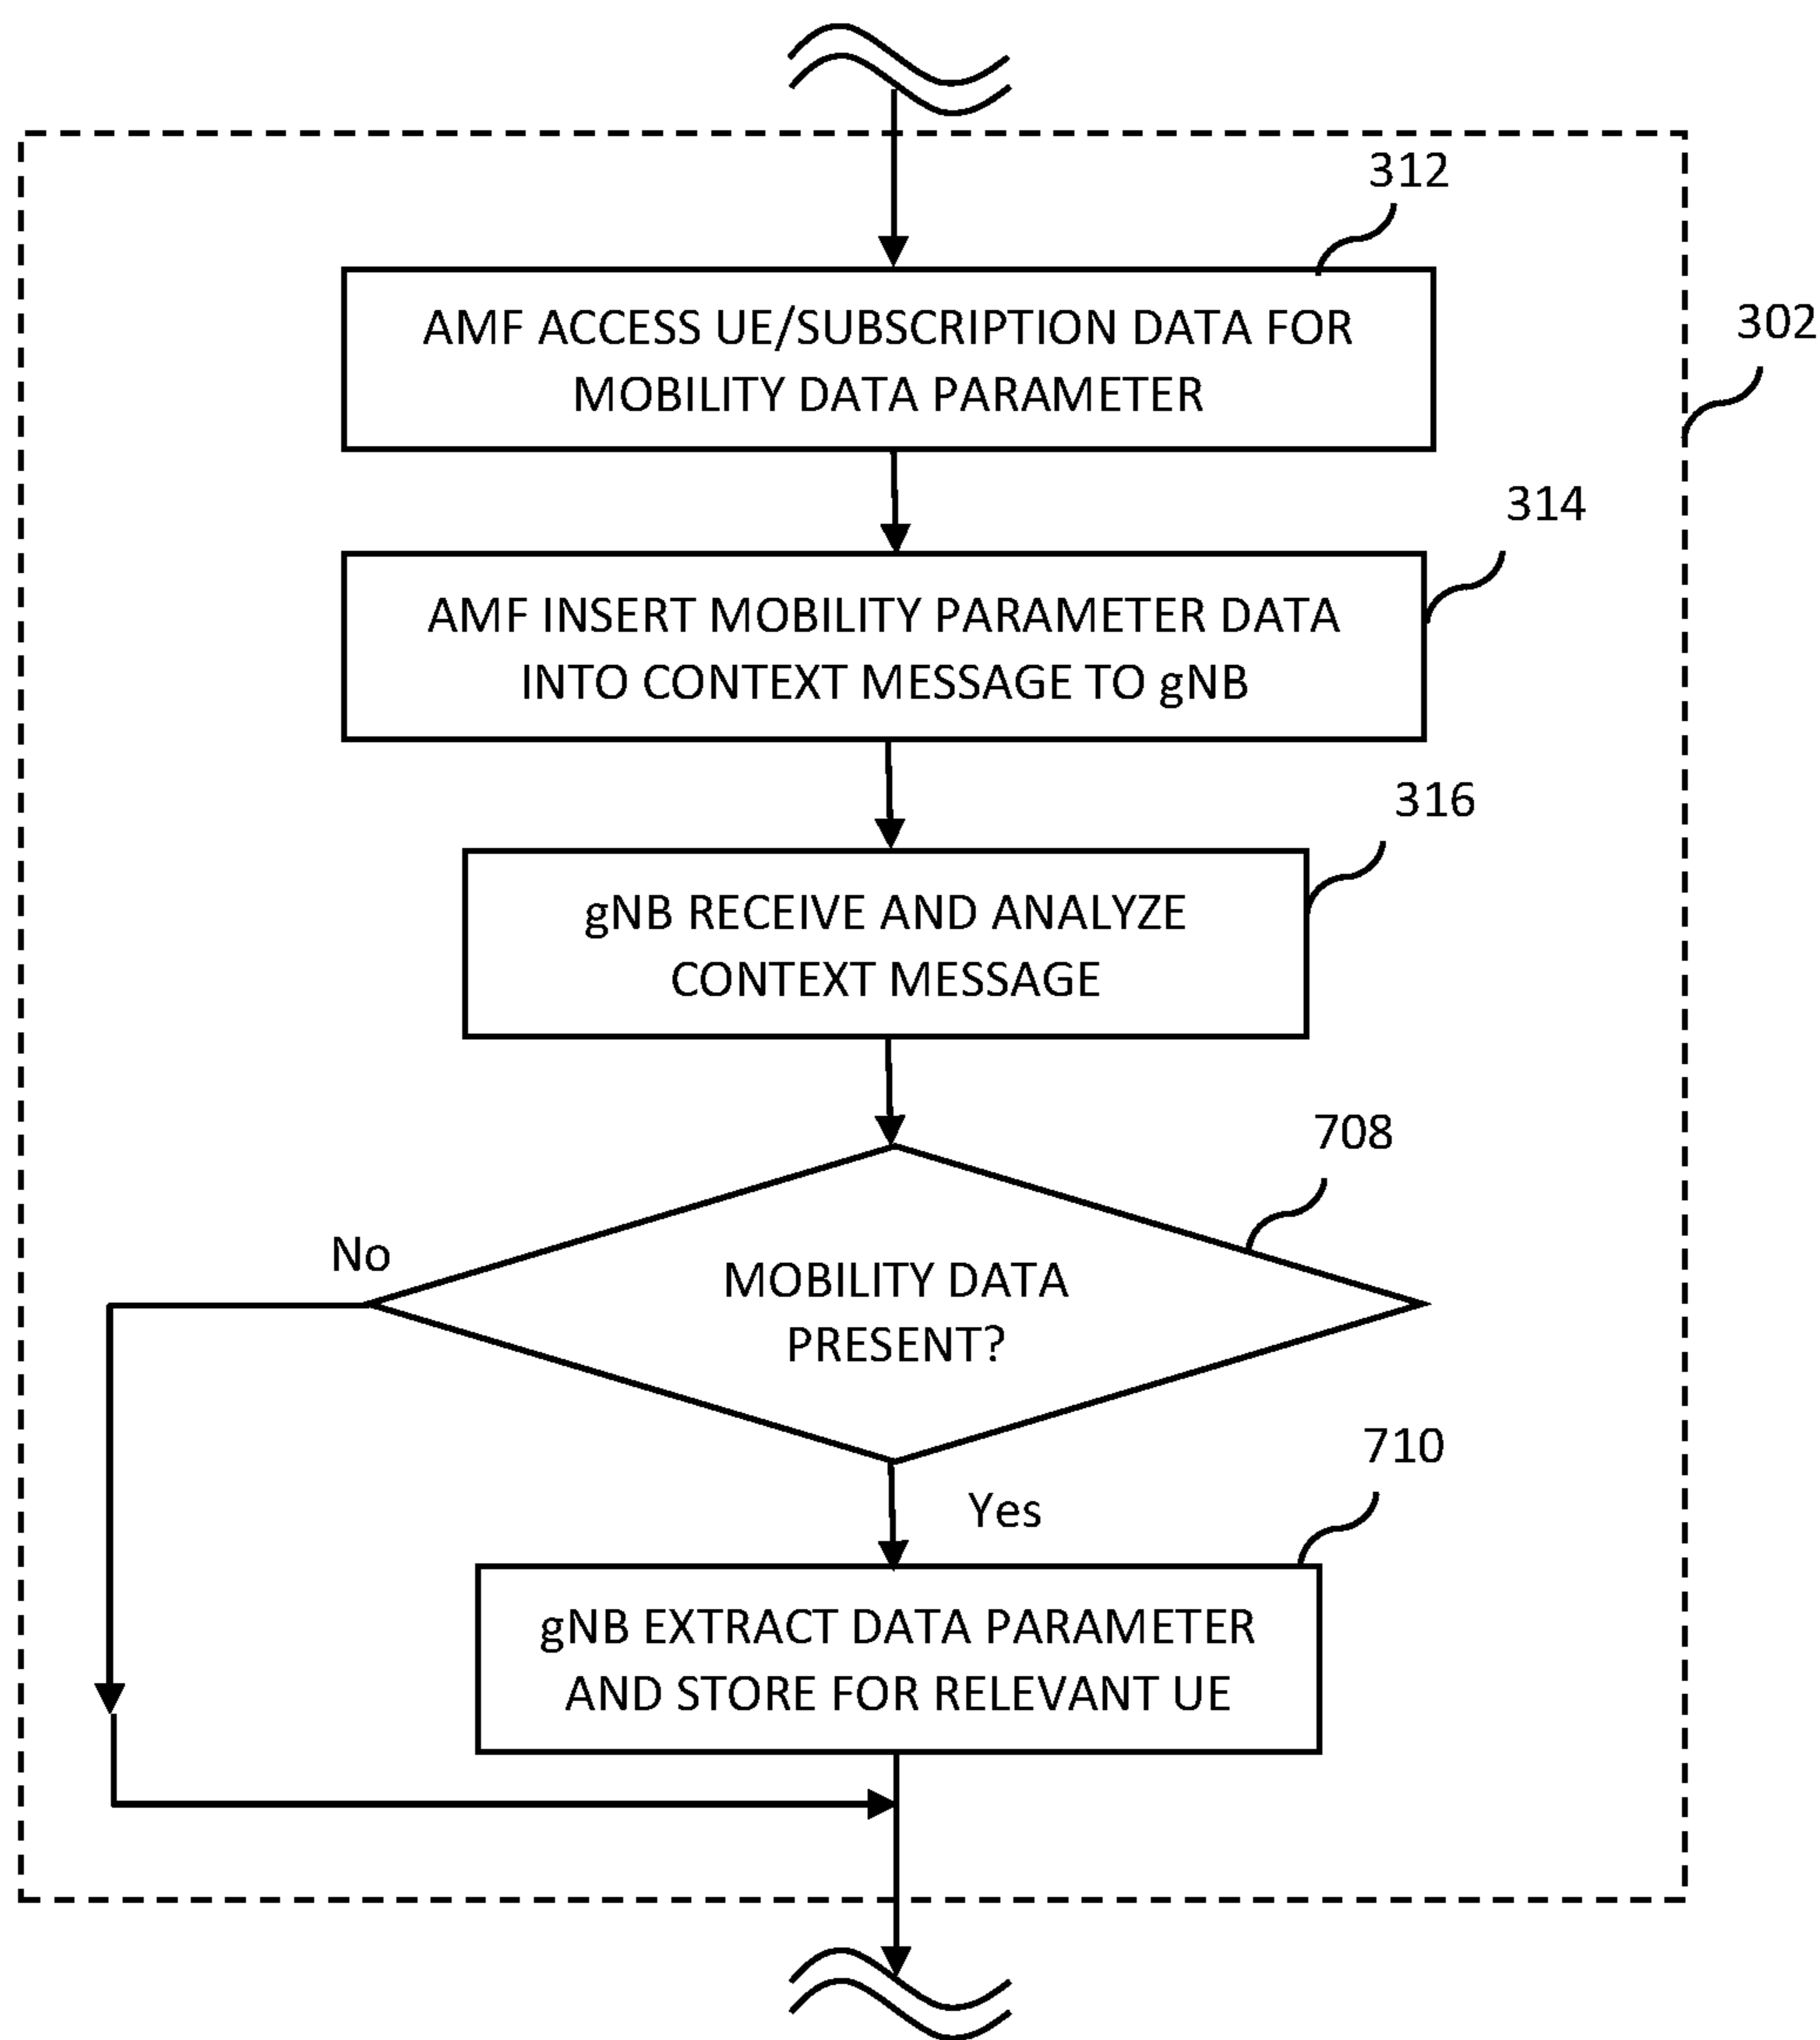 312
AMF ACCESS UE/SUBSCRIPTION DATA FOR
MOBILITY DATA PARAMETER
302
314
AMF INSERT MOBILITY PARAMETER DATA
INTO CONTEXT MESSAGE TO gNB
316
gNB RECEIVE AND ANALYZE
CONTEXT MESSAGE
708
No
MOBILITY DATA
PRESENT?
710
Yes
gNB EXTRACT DATA PARAMETER
AND STORE FOR RELEVANT UE